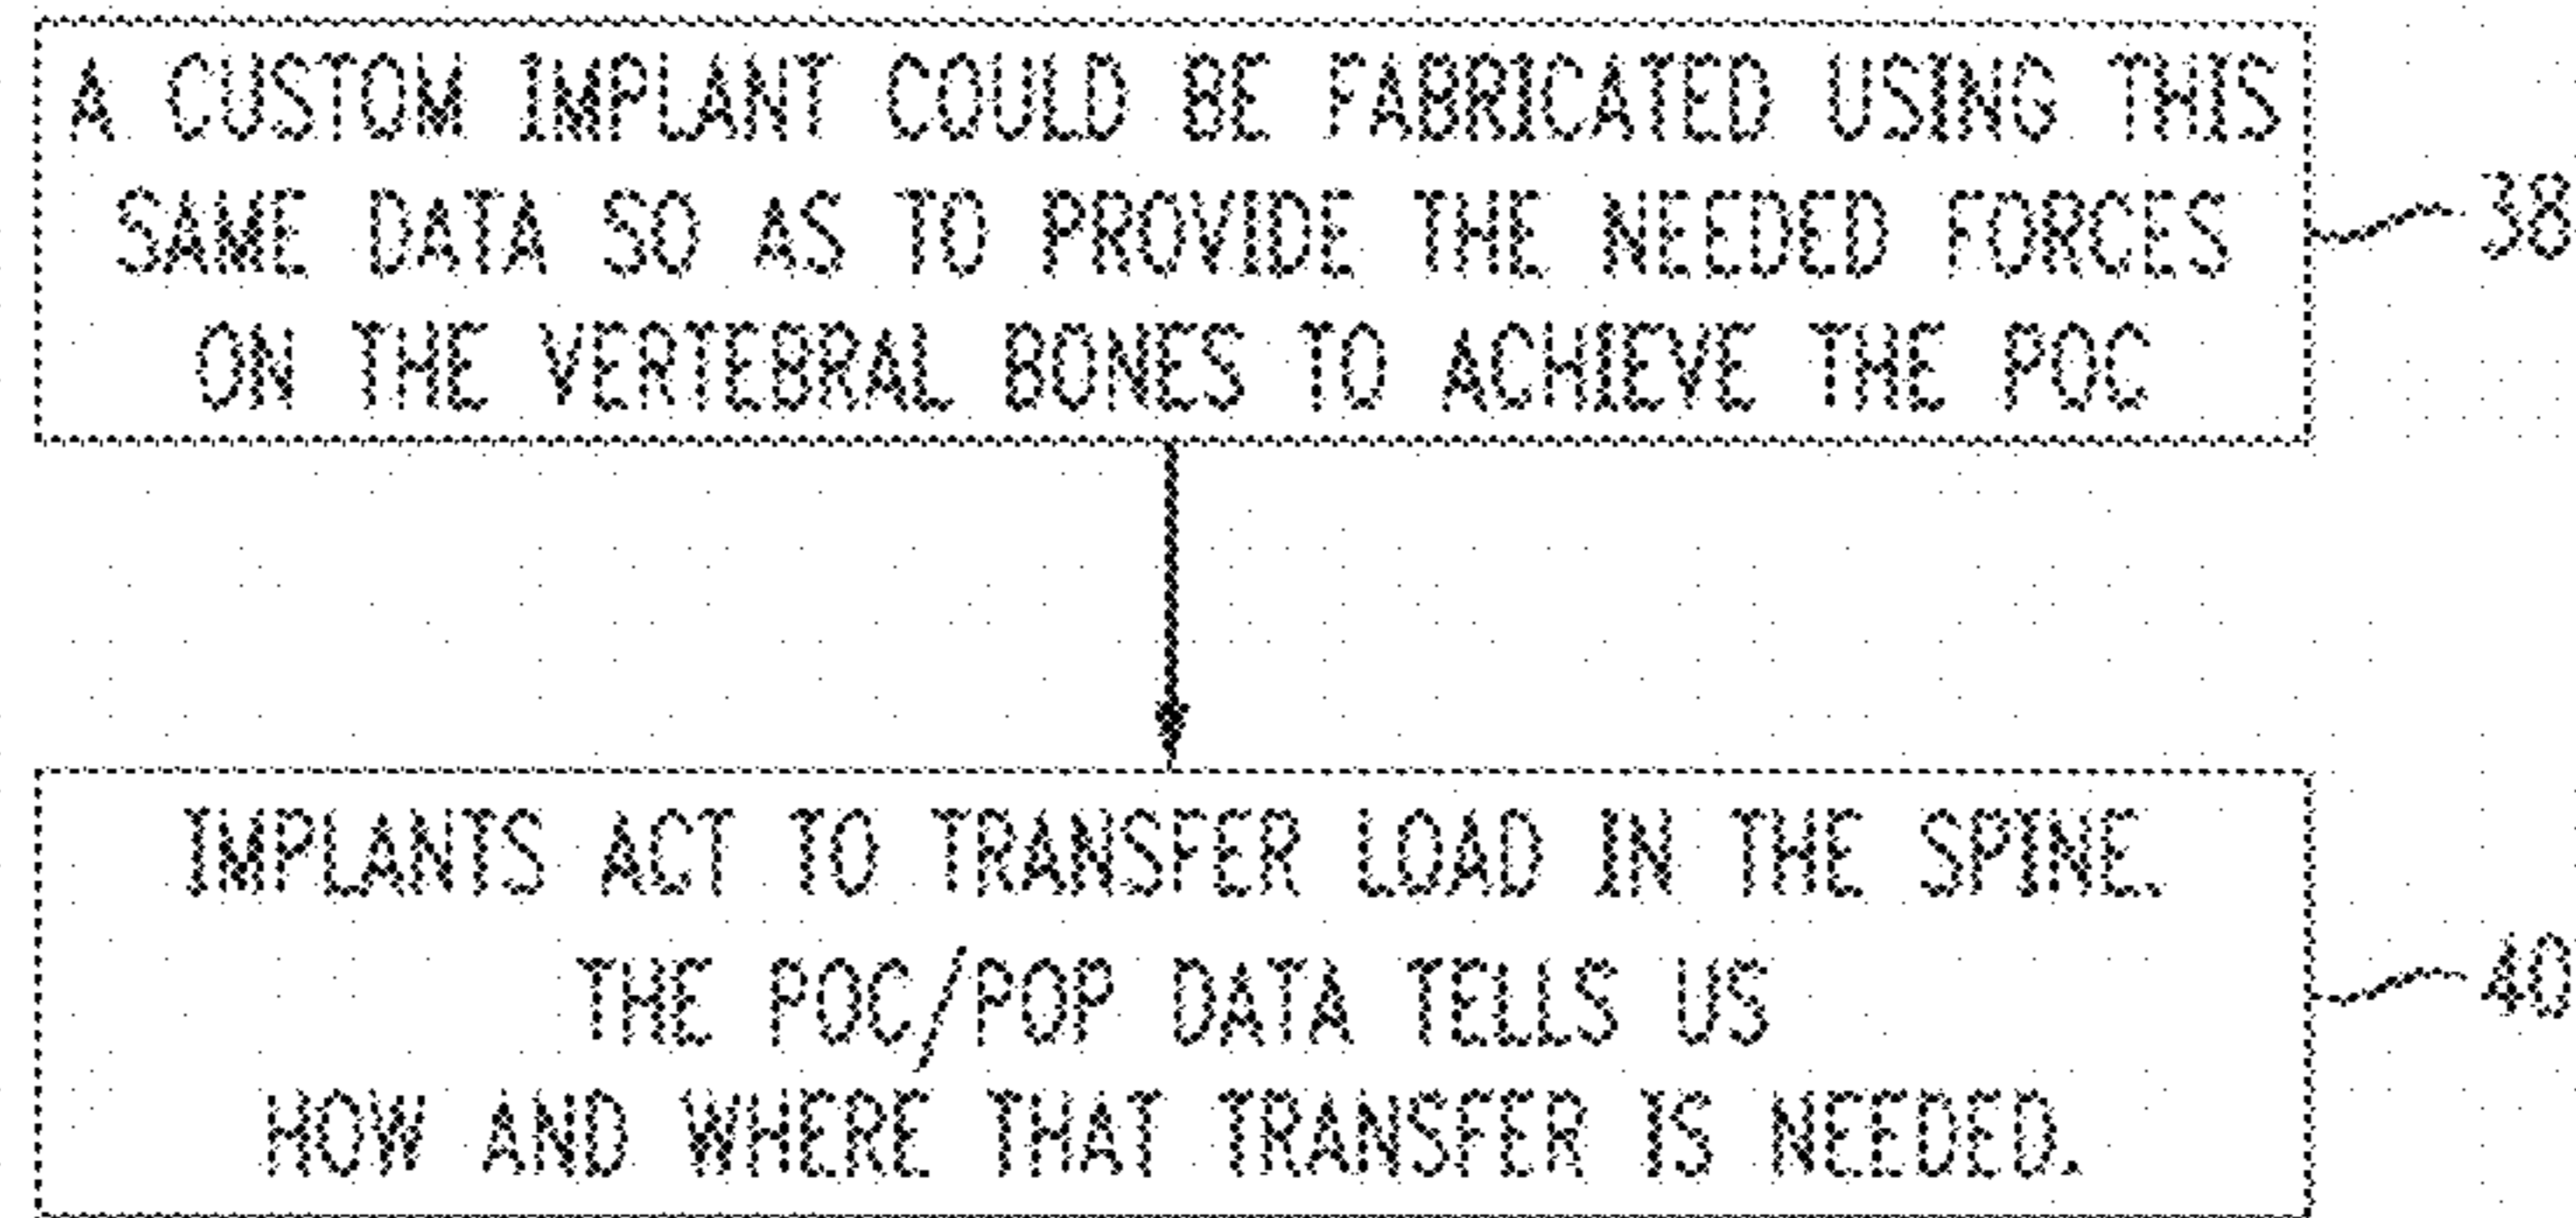 A CUSTOM IMPLANT COULD BE FABRICATED USING THIS
SAME DATA SO AS TO PROVIDE THE NEEDED FORCES
ON THE VERTEBRAL BONES TO ACHIEVE THE POC
38
IMPLANTS ACT TO TRANSFER LOAD IN THE SPINE.
THE POC/POP DATA TELLS US
HOW AND WHERE THAT TRANSFER IS NEEDED.
40